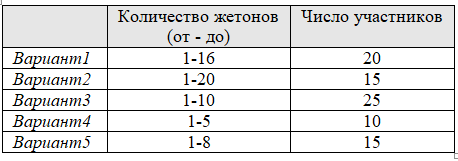 Количество жетонов Число участников
(от - до)
Вариант1 1-16 20
Вариант2 1-20 15
Вариант3 1-10 25
Вариант4 1-5 10
Вариант5 1-8 15